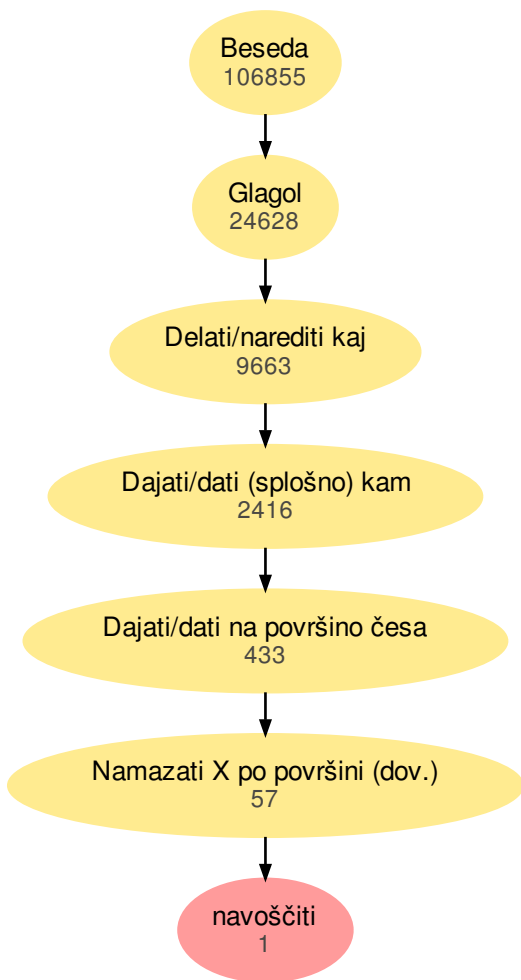 Beseda
106855
Glagol
24628
Delati/narediti kaj
9663
Dajati/dati (splošno) kam
2416
Dajati/dati na površino česa
433
Namazati X po površini (dov.)
57
navoščiti
1